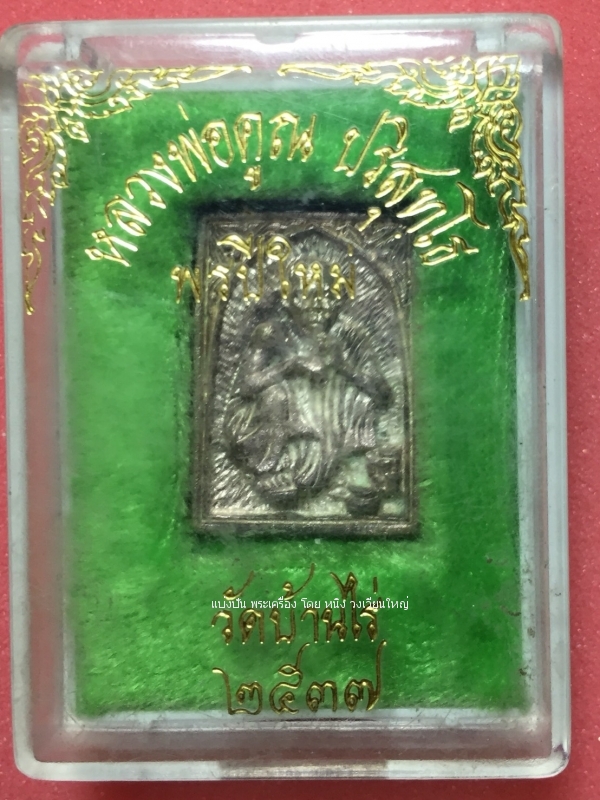 หลวงพ่อคูณ ปริสุทฺโธ
พรปีใหม่
แบ่งปัน พระเครื่อง โดย หนึ่ง วงเวียนใหญ่
วัดบ้านไร่
๒๕๓๗